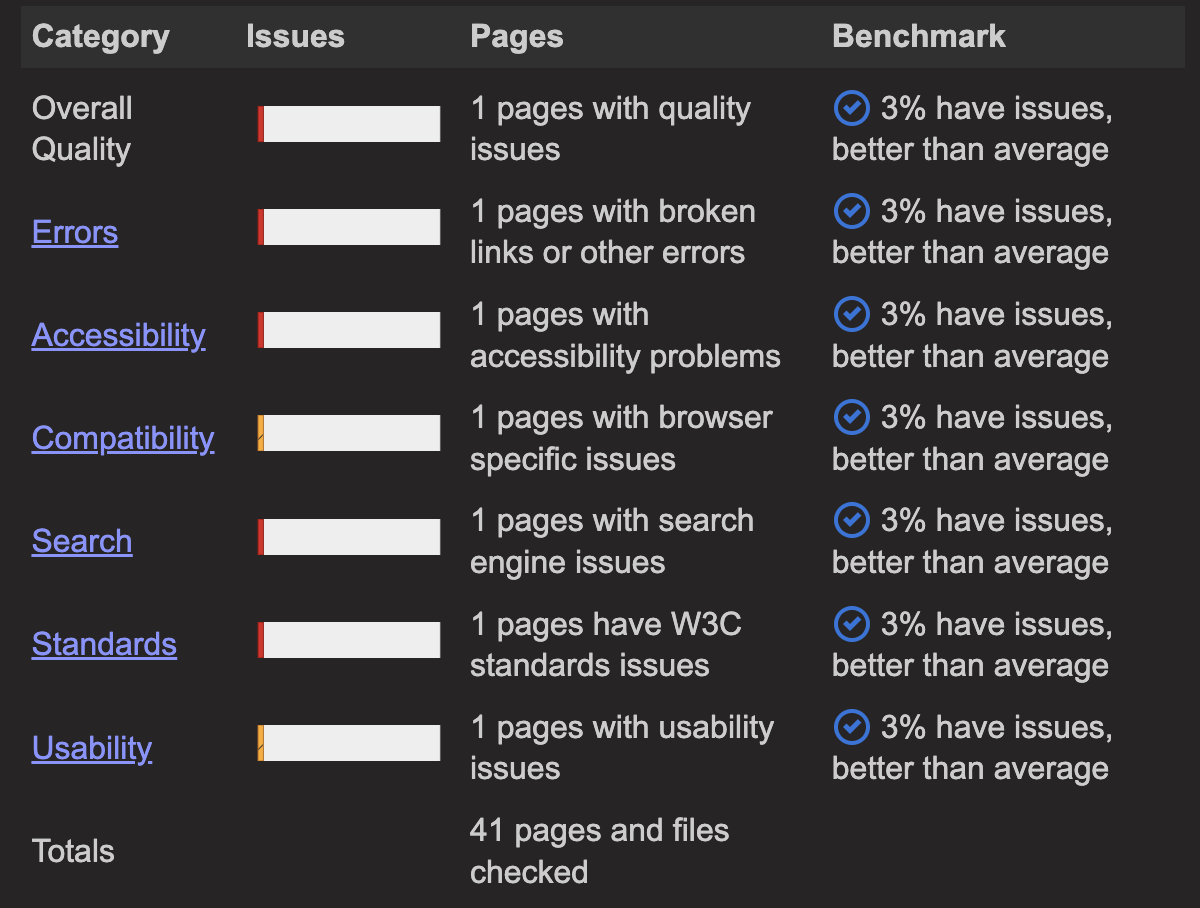 Category Issues Pages Benchmark
Overall Quality
1 pages with quality issues
3% have issues, better than average
Errors
1 pages with broken links or other errors
3% have issues, better than average
Accessibility
1 pages with accessibility problems
3% have issues, better than average
Compatibility
1 pages with browser specific issues
3% have issues, better than average
Search
1 pages with search engine issues
3% have issues, better than average
Standards
1 pages have W3C standards issues
3% have issues, better than average
Usability
1 pages with usability issues
3% have issues, better than average
Totals
41 pages and files checked